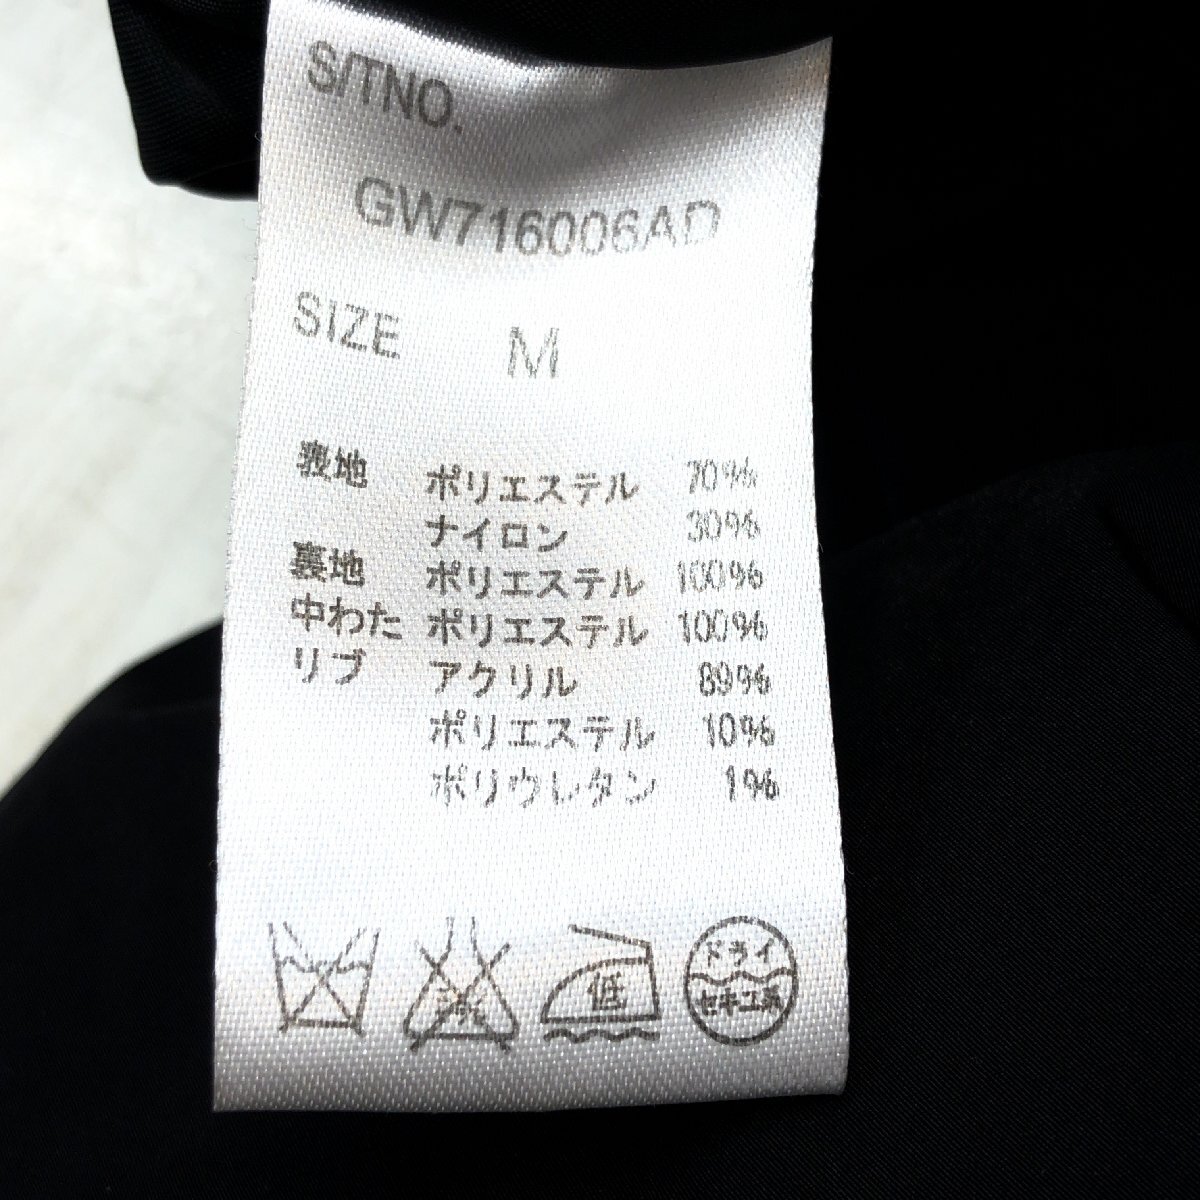 S/TNO.
GW716006AD
SIZE M
表地 ポリエステル 70%
ナイロン 30%
裏地 ポリエステル 100%
中わた ポリエステル 100%
リブ アクリル 89%
ポリエステル 10%
ポリウレタン 1%
低
ドライ
セキユ系